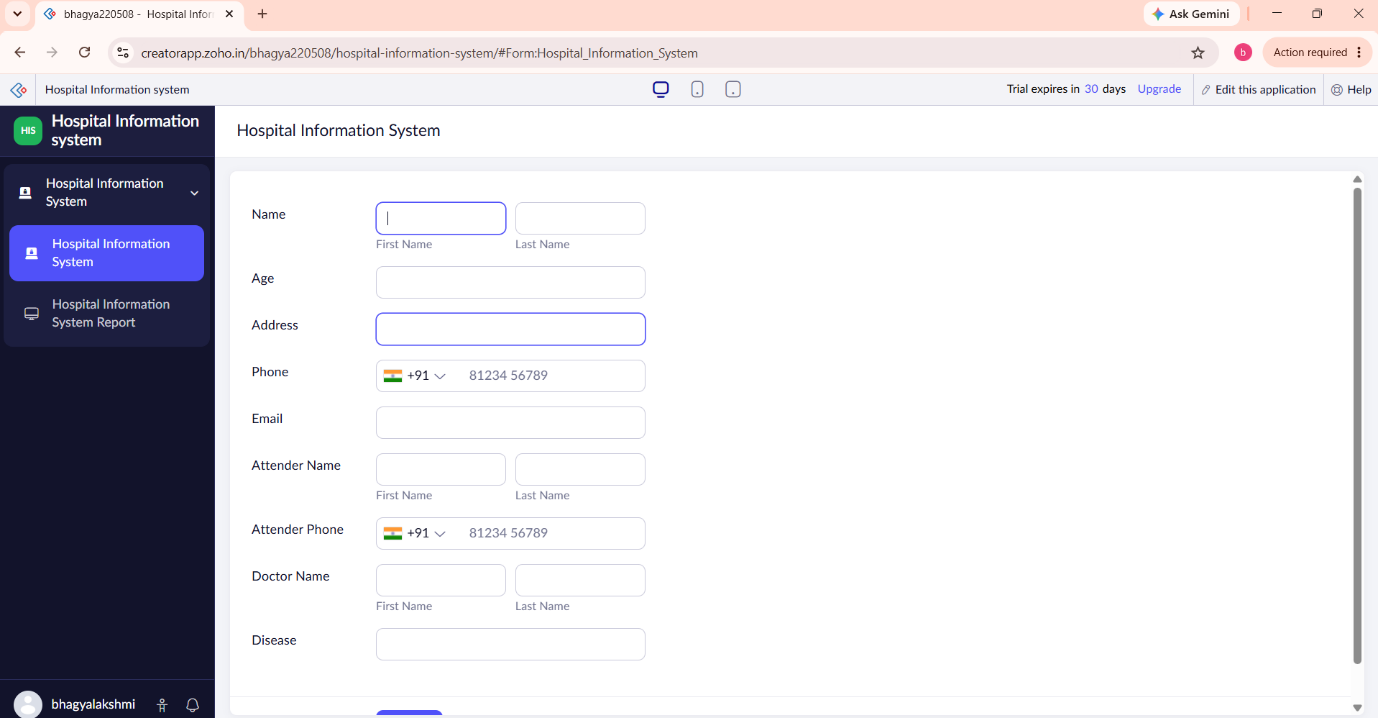 bhagya220508 - Hospital Infor
Ask Gemini
creatorapp.zoho.in/bhagya220508/hospital-information-system/#Form:Hospital_Information_System
b
Action required
Hospital Information system
Trial expires in 30 days
Upgrade
Edit this application
Help
HIS
Hospital Information
system
Hospital Information System
Hospital Information
System
Hospital Information
System
Hospital Information
System Report
Name
First Name
Last Name
Age
Address
Phone
+91
81234 56789
Email
Attender Name
First Name
Last Name
Attender Phone
+91
81234 56789
Doctor Name
First Name
Last Name
Disease
bhagyalakshmi